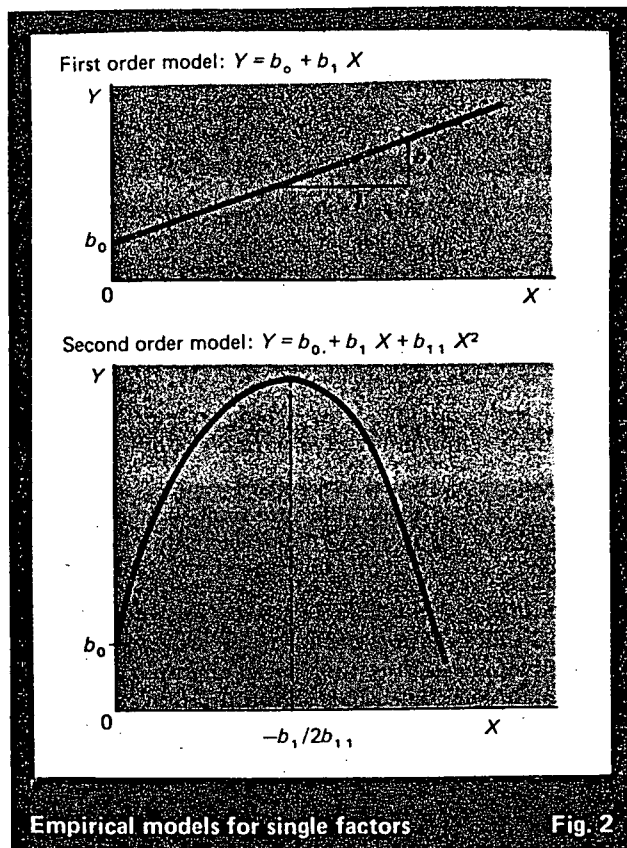 First order model: Y = b₀ + b₁ X
Y
b₀
0
1
X
Second order model: Y = b₀ + b₁ X + b₁₁ X²
Y
b₀
0
−b₁/2b₁₁
X
Empirical models for single factors
Fig. 2